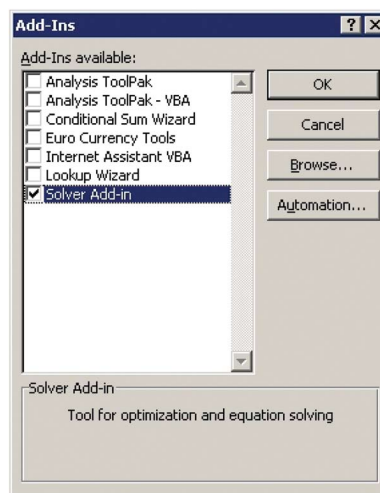 Add-Ins
Add-Ins available:
Analysis ToolPak
Analysis ToolPak - VBA
Conditional Sum Wizard
Euro Currency Tools
Internet Assistant VBA
Lookup Wizard
Solver Add-in
OK
Cancel
Browse...
Automation...
Solver Add-in
Tool for optimization and equation solving